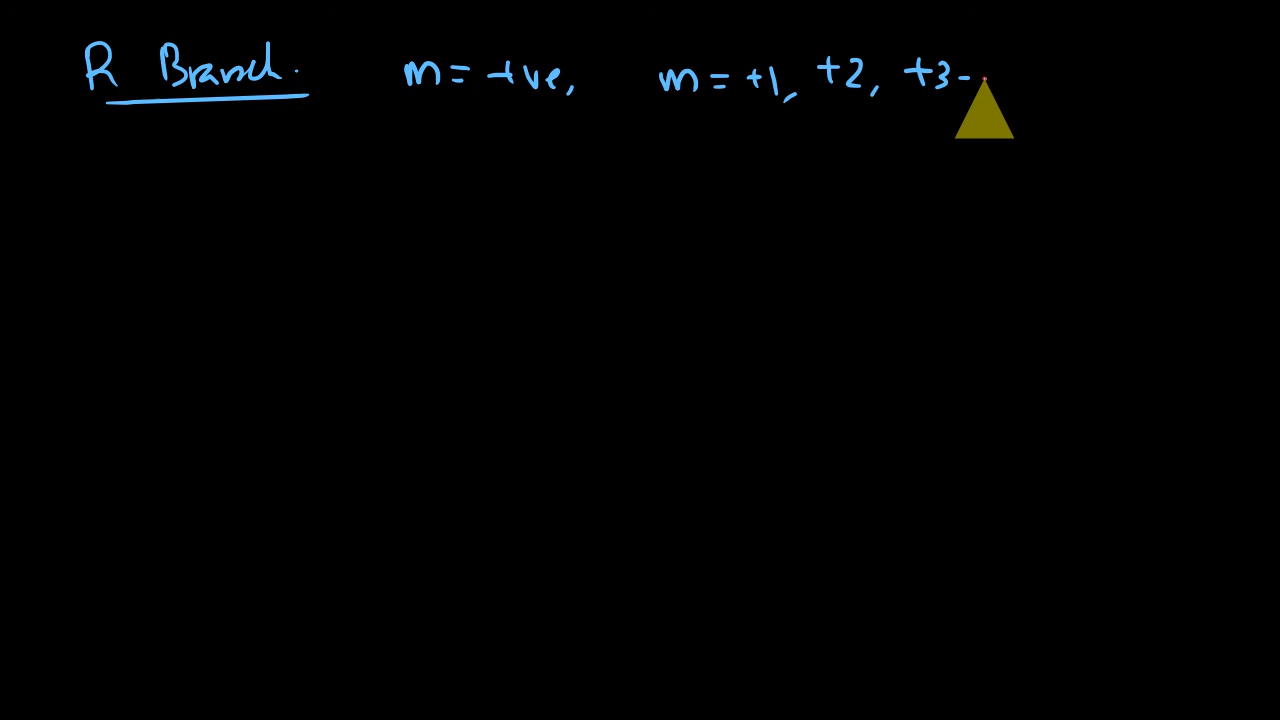 R Branch. m = +ve, m = +1, +2, +3 -